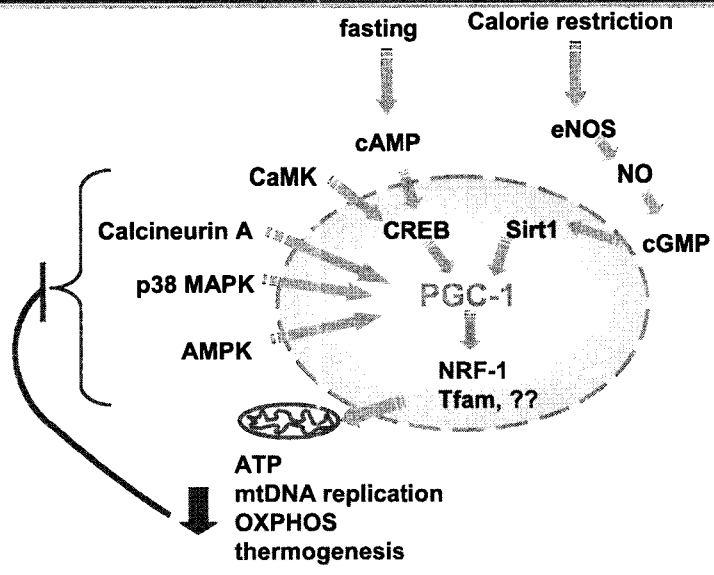 fasting
Calorie restriction
eNOS
cAMP
NO
CaMK
Calcineurin A
CREB
Sirt1
cGMP
p38 MAPK
PGC-1
AMPK
NRF-1
Tfam, ??
ATP
mtDNA replication
OXPHOS
thermogenesis